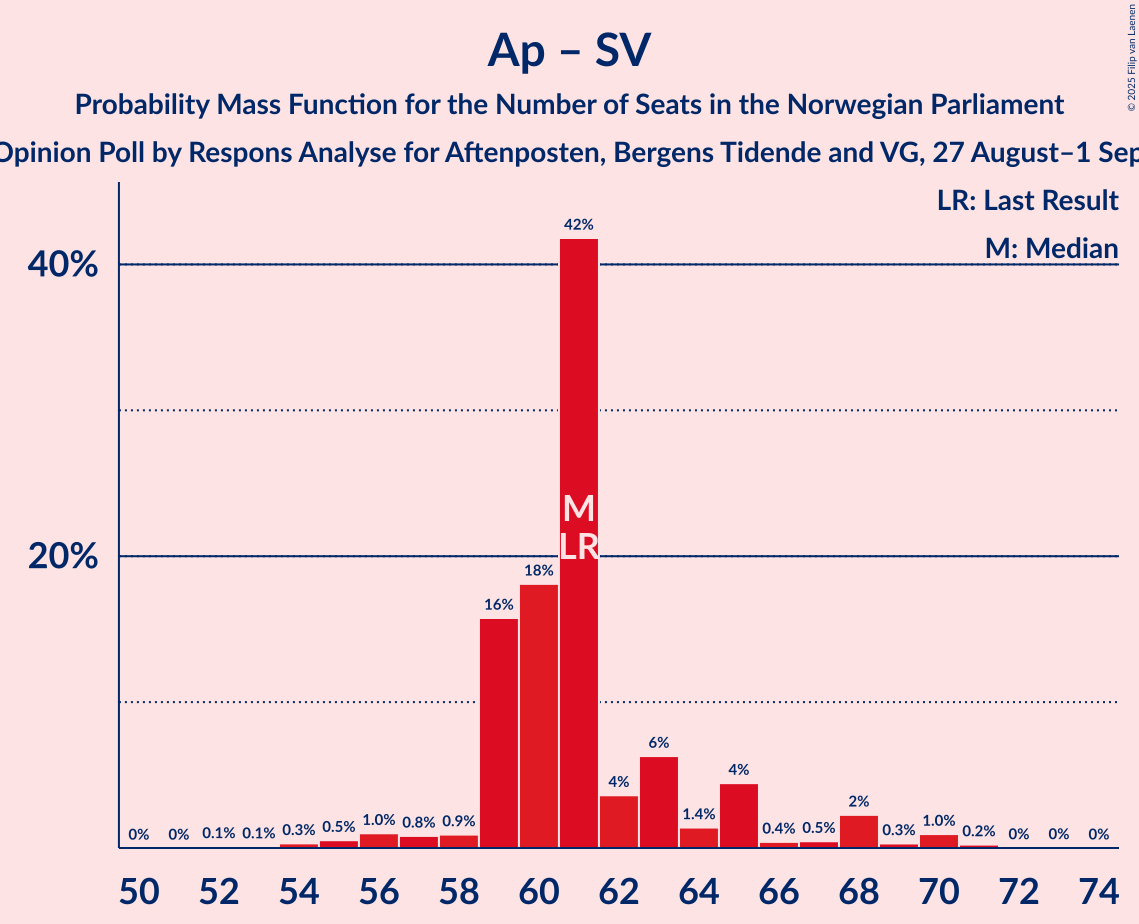 © 2025 Filip van Laenen
Ap – SV
Probability Mass Function for the Number of Seats in the Norwegian Parliament
Opinion Poll by Respons Analyse for Aftenposten, Bergens Tidende and VG, 27 August–1 Sep
LR: Last Result
M: Median
40%
20%
0% 0% 0.1% 0.1% 0.3% 0.5% 1.0% 0.8% 0.9% 16% 18% 42% 4% 6% 1.4% 4% 0.4% 0.5% 2% 0.3% 1.0% 0.2% 0% 0% 0%
M
LR
50 52 54 56 58 60 62 64 66 68 70 72 74